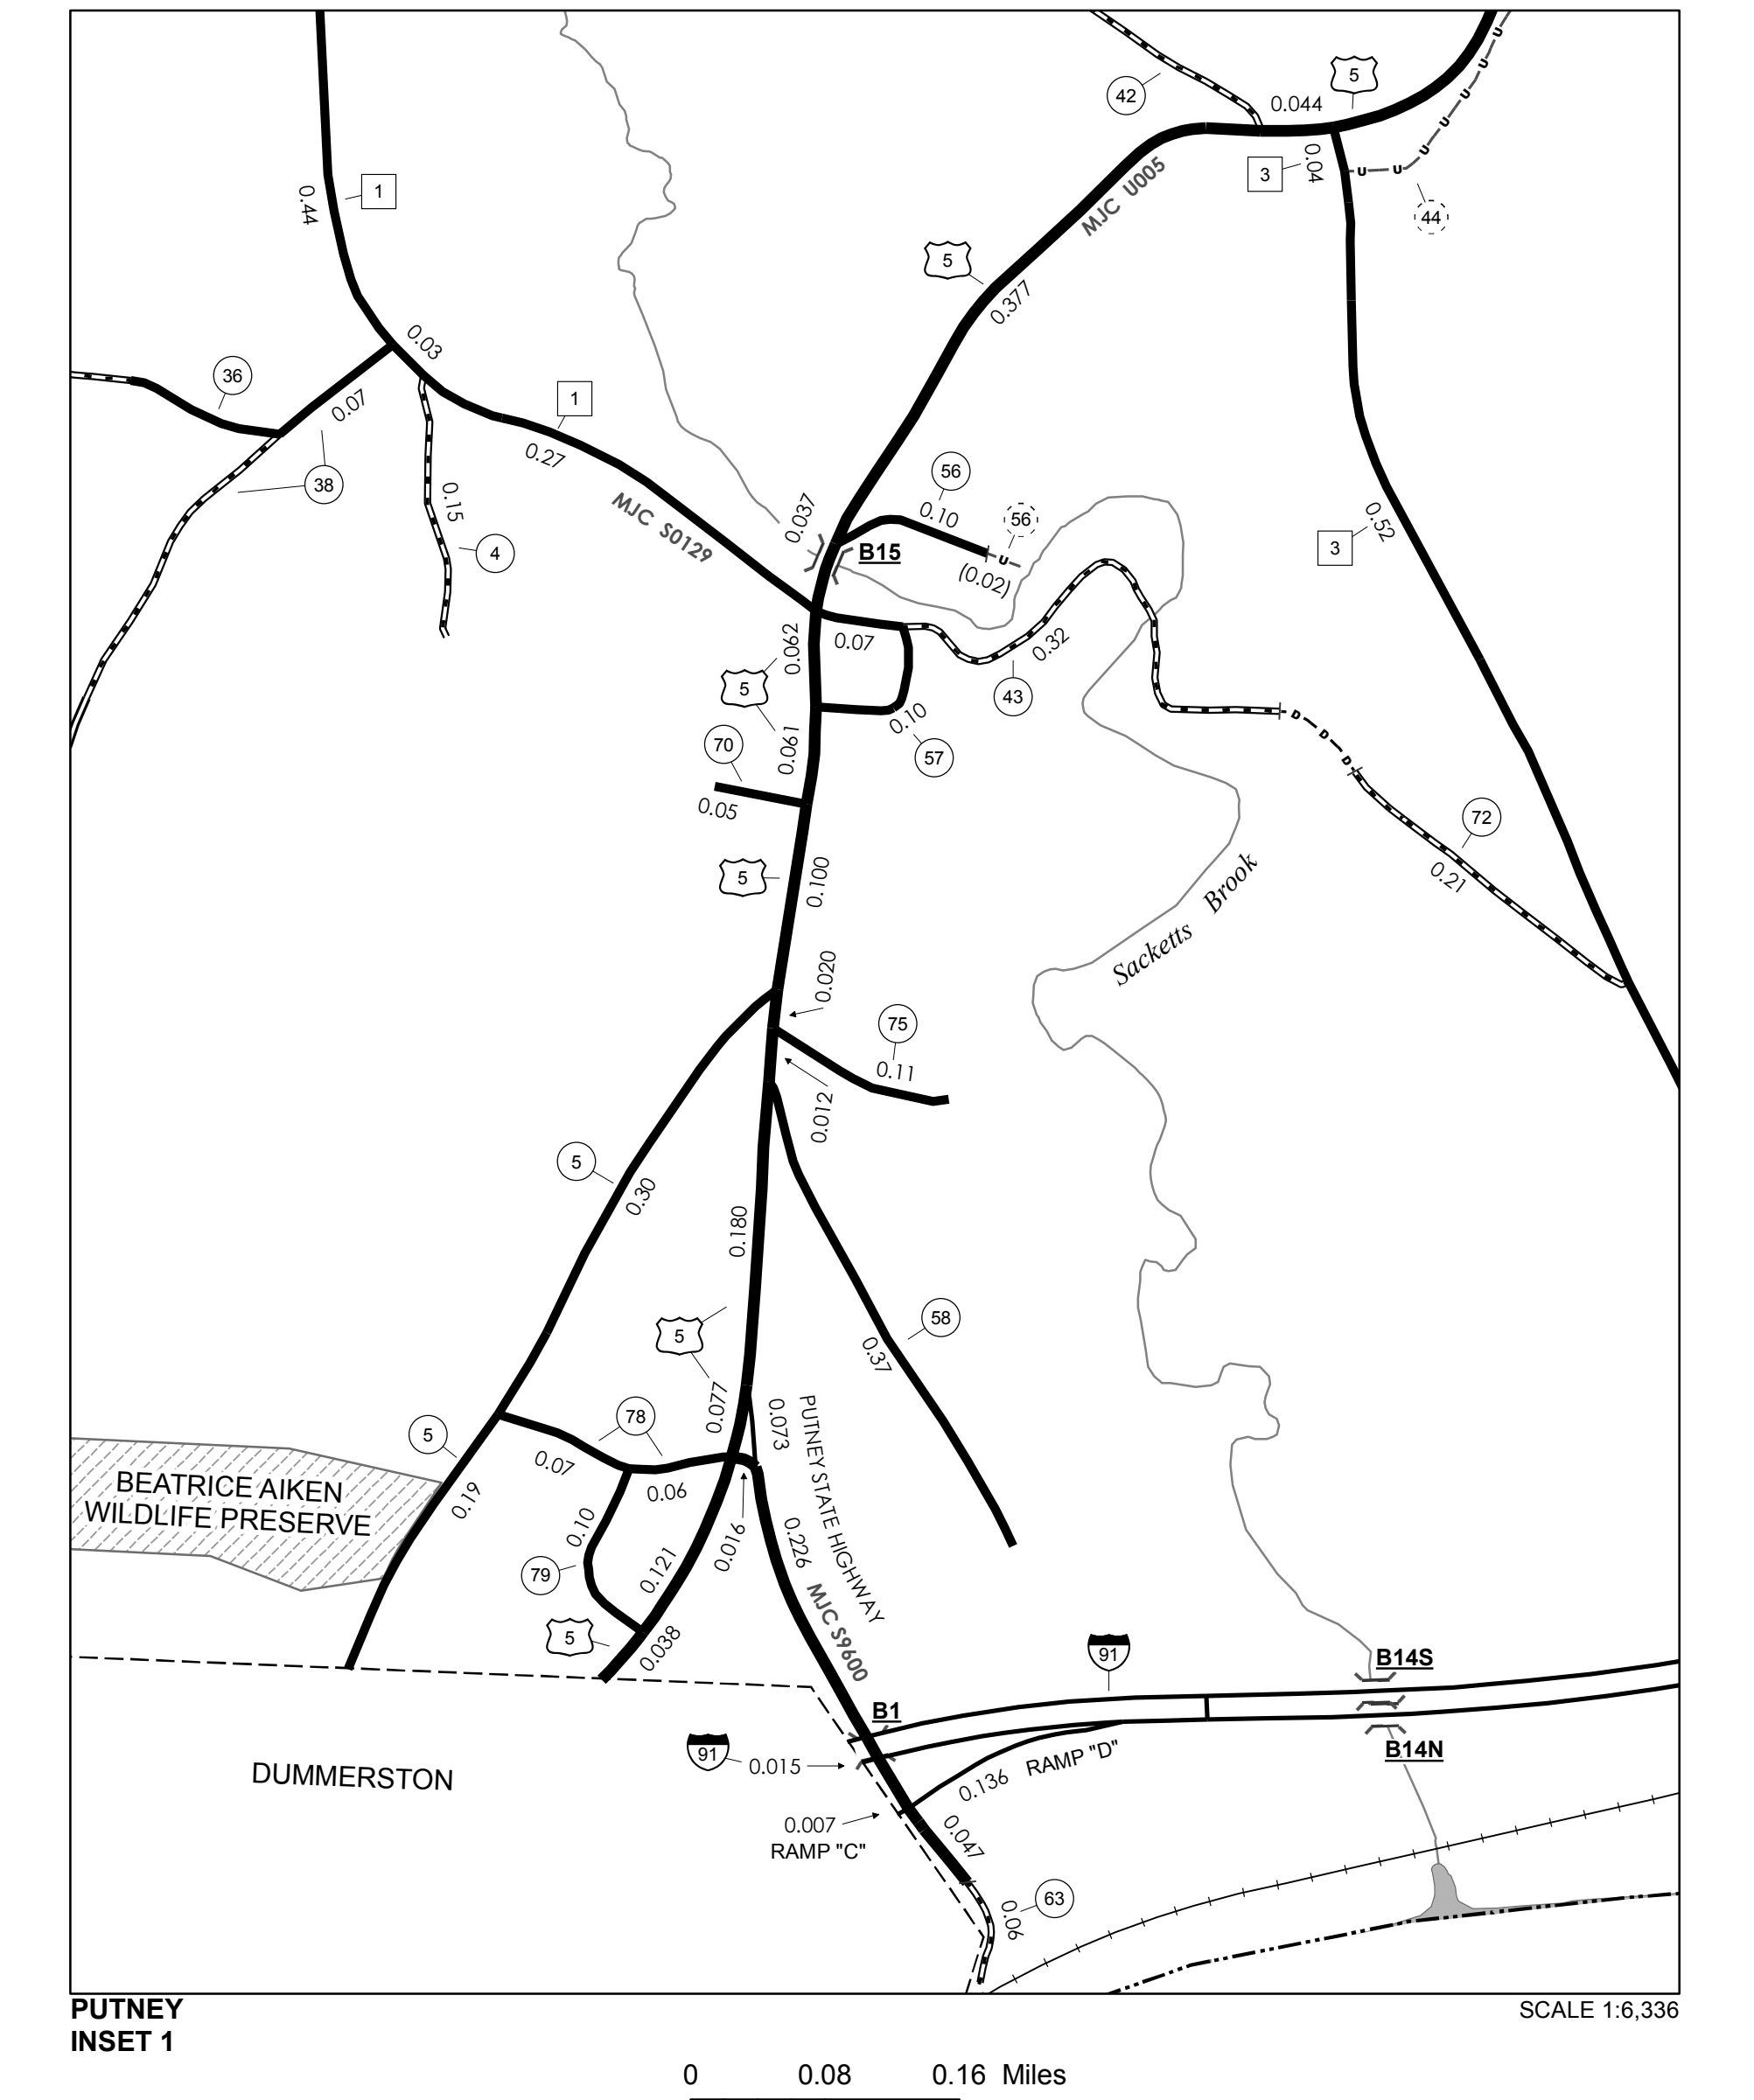 42
5
0.044
3
0.04
44
1
0.44
MJC U005
5
0.377
0.03
36
0.07
1
0.27
38
0.15
4
MJC S0129
0.037
B15
56
0.10
56
(0.02)
3
0.52
0.062
0.07
0.32
43
5
0.061
0.10
57
70
0.05
72
0.21
5
0.100
Sacketts Brook
0.020
75
0.11
0.012
5
0.30
0.180
58
0.37
5
0.077
0.073
PUTNEY STATE HIGHWAY
78
5
0.07
0.06
BEATRICE AIKEN
WILDLIFE PRESERVE
0.19
0.10
0.016
0.226
MJC S9600
79
0.121
5
0.038
91
B14S
B1
91
0.015
B14N
DUMMERSTON
0.136
RAMP "D"
0.007
RAMP "C"
0.047
63
0.06
U
U
U
U
U
U
U
U
D
D
D
PUTNEY
INSET 1
SCALE 1:6,336
0 0.08 0.16 Miles